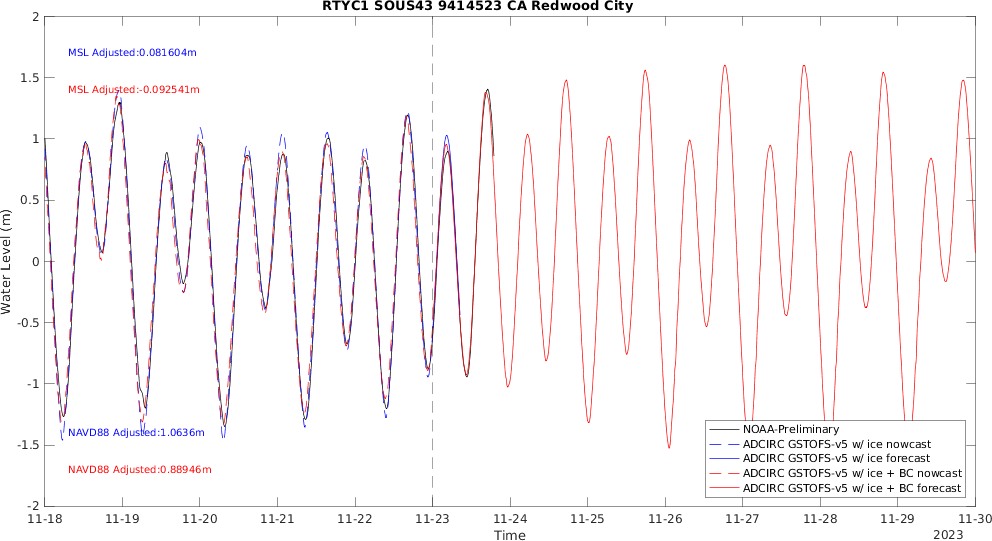 RTYC1 SOUS43 9414523 CA Redwood City
MSL Adjusted:0.081604m
MSL Adjusted:-0.092541m
NAVD88 Adjusted:1.0636m
NAVD88 Adjusted:0.88946m
Water Level (m)
2
1.5
1
0.5
0
-0.5
-1
-1.5
-2
NOAA-Preliminary
ADCIRC GSTOFS-v5 w/ ice nowcast
ADCIRC GSTOFS-v5 w/ ice forecast
ADCIRC GSTOFS-v5 w/ ice + BC nowcast
ADCIRC GSTOFS-v5 w/ ice + BC forecast
11-18 11-19 11-20 11-21 11-22 11-23 11-24 11-25 11-26 11-27 11-28 11-29 11-30
Time
2023